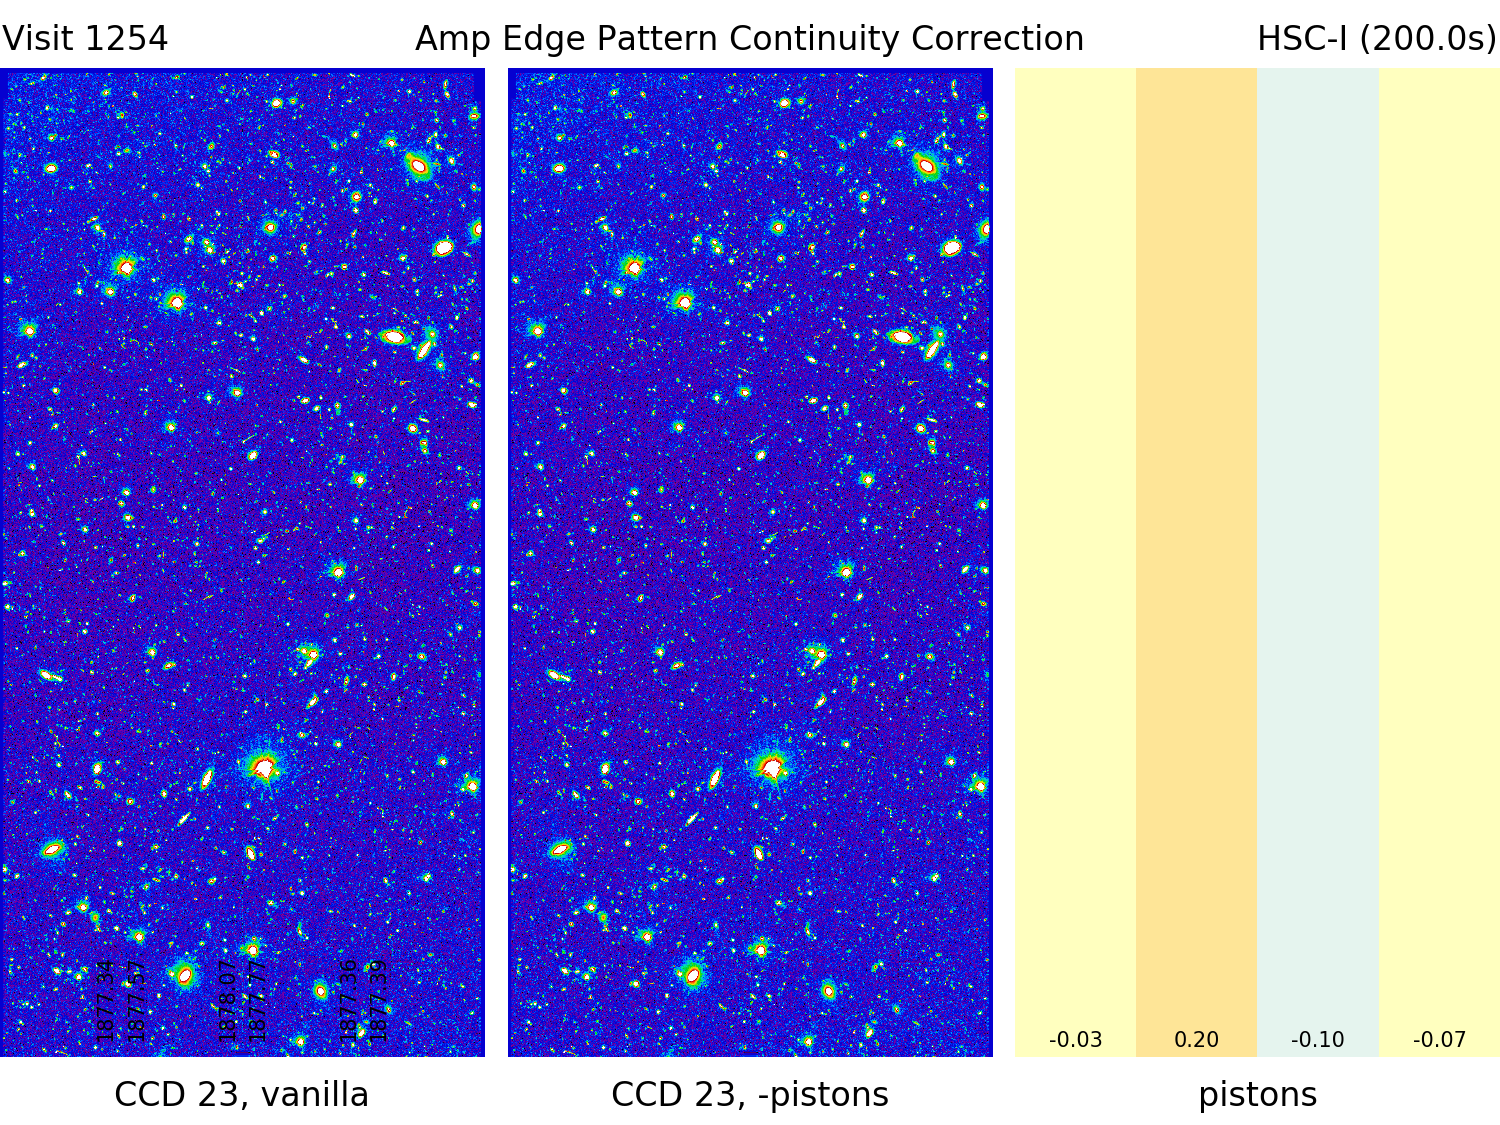 Visit 1254
Amp Edge Pattern Continuity Correction
HSC-I (200.0s)
1877.34
1877.57
1878.07
1877.77
1877.36
1877.39
-0.03
0.20
-0.10
-0.07
CCD 23, vanilla
CCD 23, -pistons
pistons